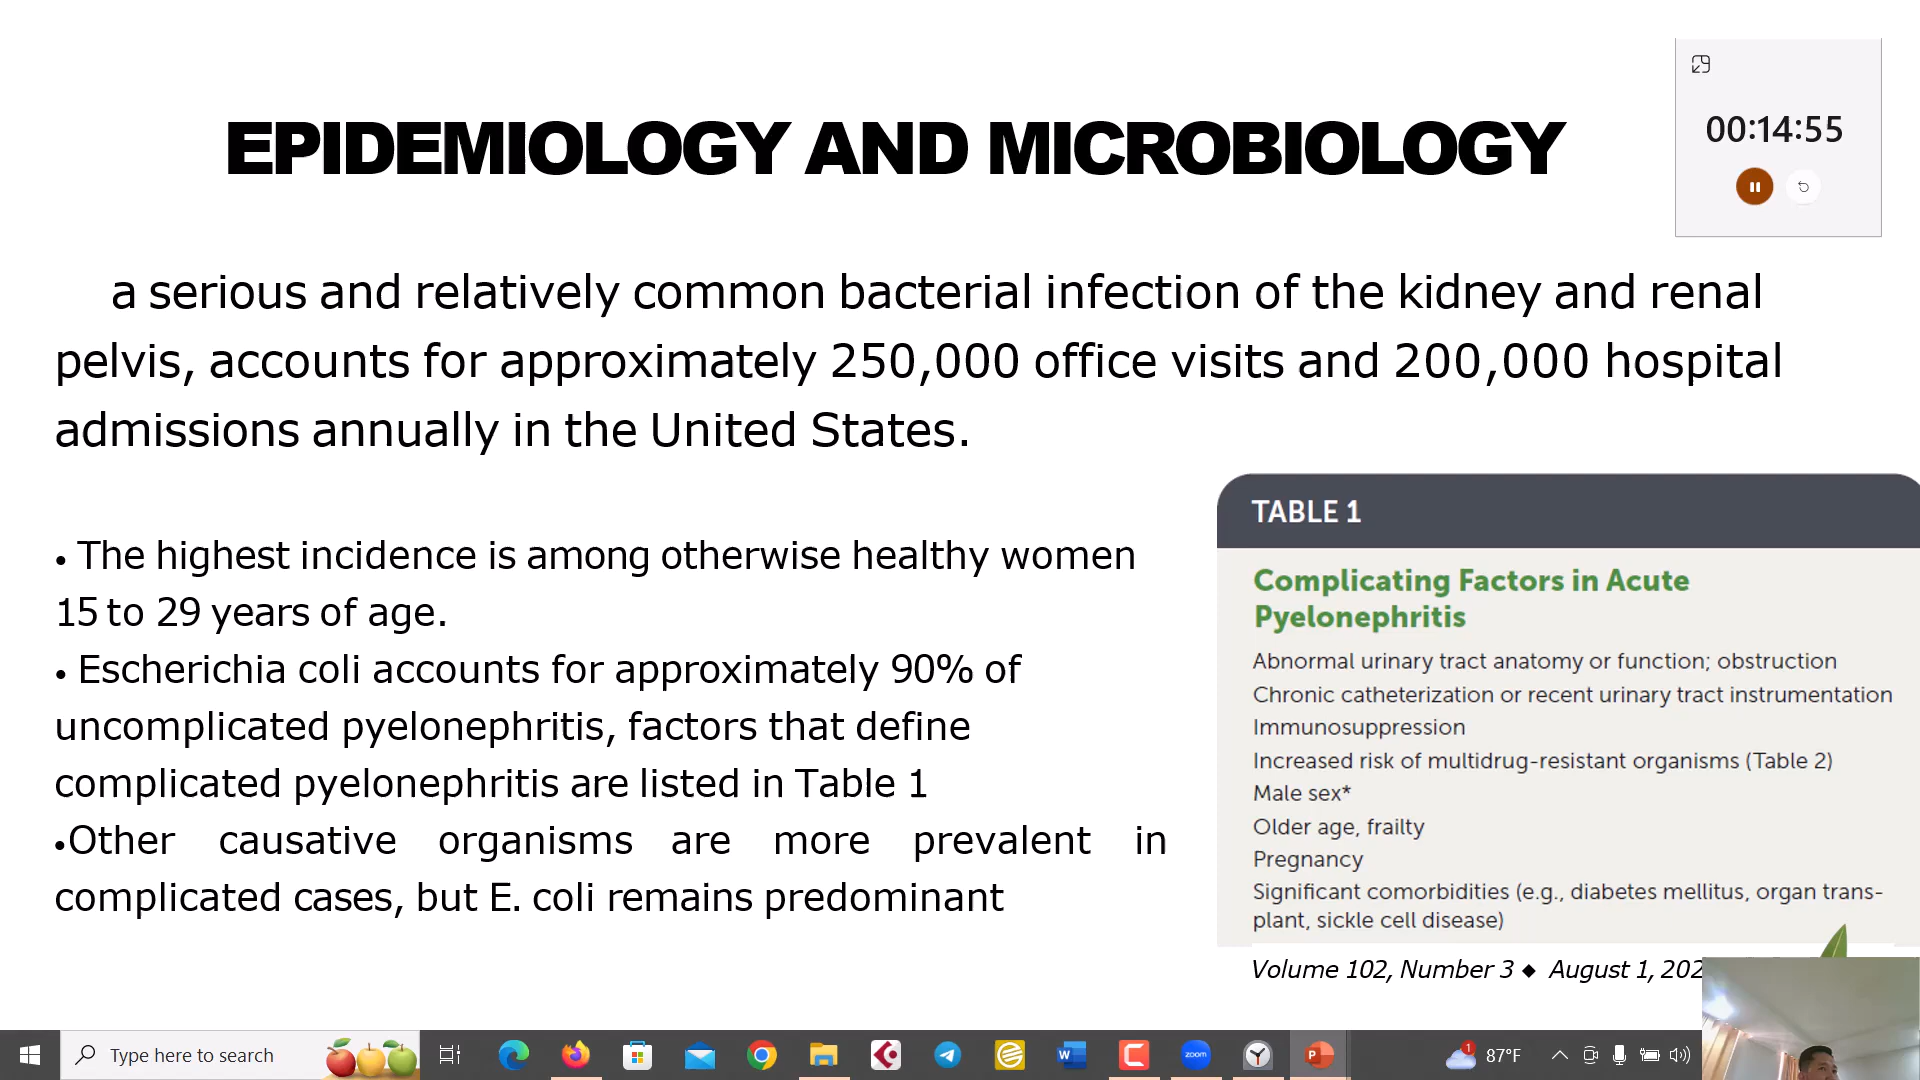 EPIDEMIOLOGY AND MICROBIOLOGY
00:14:55
a serious and relatively common bacterial infection of the kidney and renal
pelvis, accounts for approximately 250,000 office visits and 200,000 hospital
admissions annually in the United States.
• The highest incidence is among otherwise healthy women
15 to 29 years of age.
• Escherichia coli accounts for approximately 90% of
uncomplicated pyelonephritis, factors that define
complicated pyelonephritis are listed in Table 1
•Other causative organisms are more prevalent in
complicated cases, but E. coli remains predominant
TABLE 1
Complicating Factors in Acute
Pyelonephritis
Abnormal urinary tract anatomy or function; obstruction
Chronic catheterization or recent urinary tract instrumentation
Immunosuppression
Increased risk of multidrug-resistant organisms (Table 2)
Male sex*
Older age, frailty
Pregnancy
Significant comorbidities (e.g., diabetes mellitus, organ trans-
plant, sickle cell disease)
Volume 102, Number 3 ◆ August 1, 202
Type here to search
W
zoom
P
1
87°F